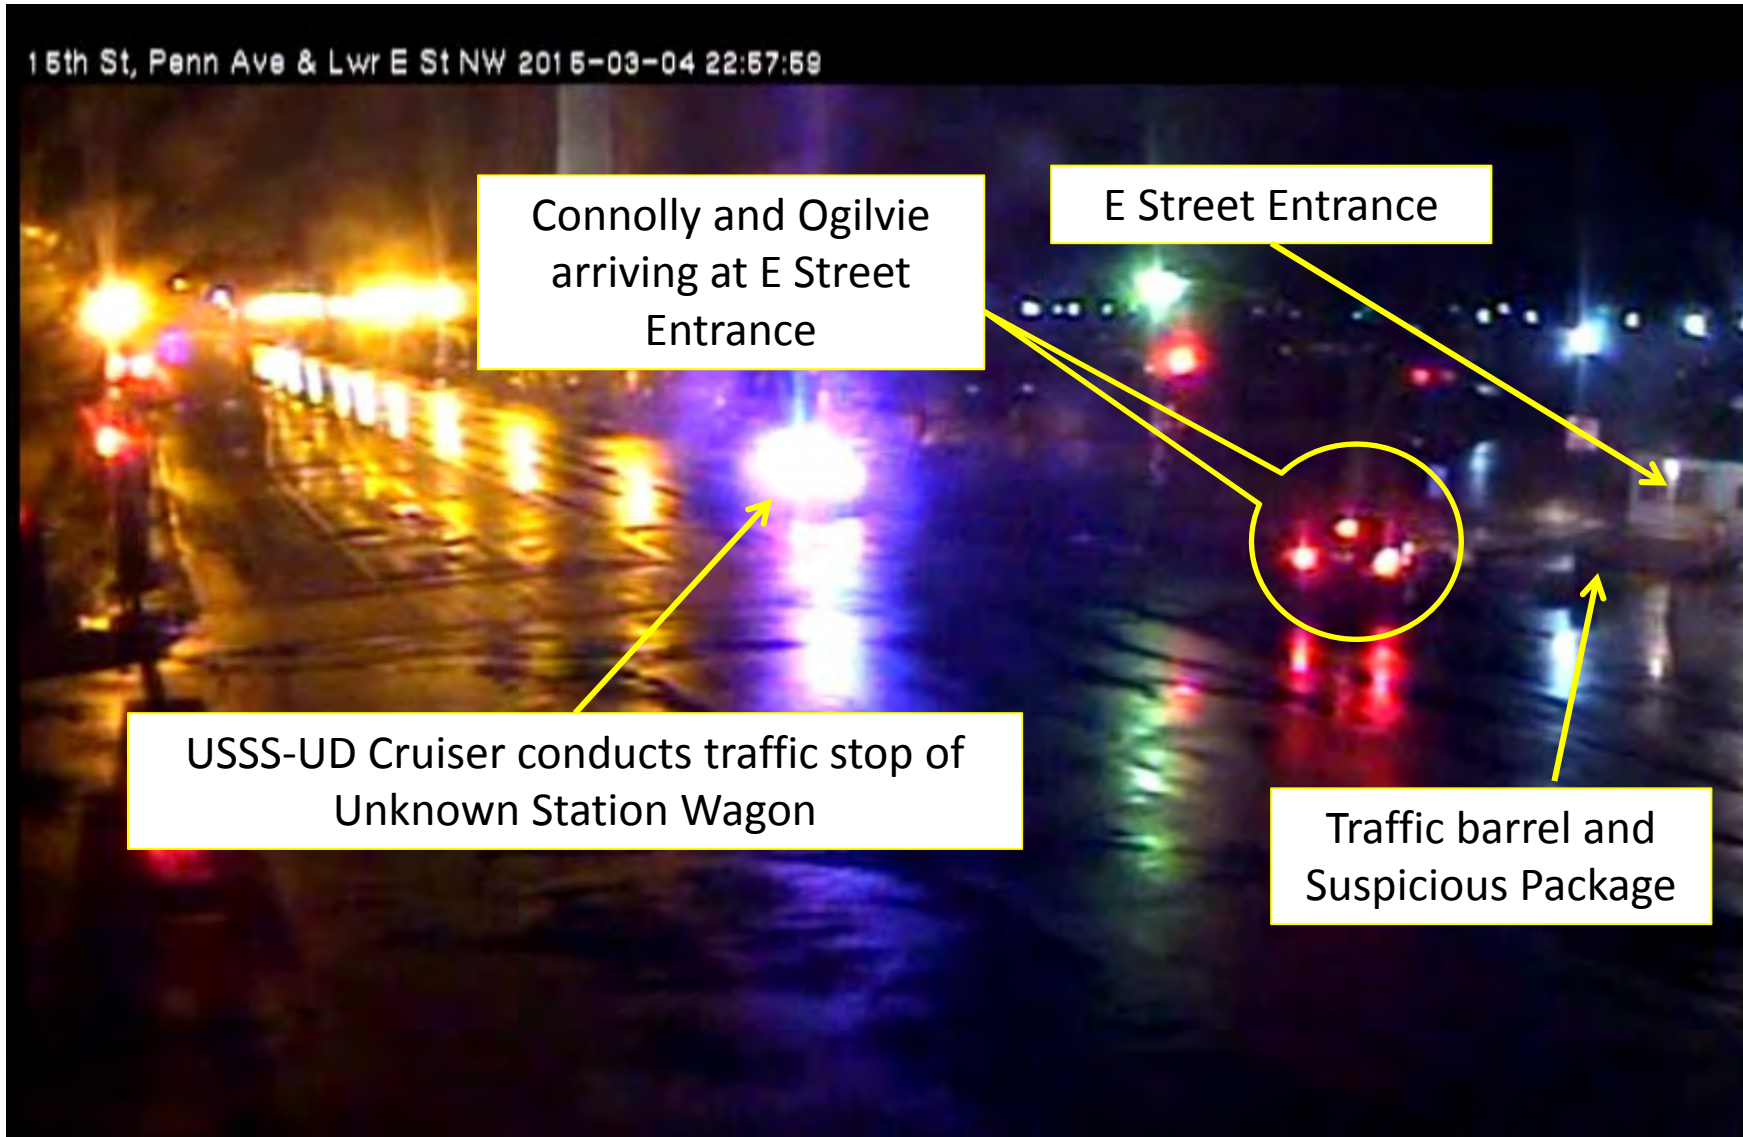 15th St, Penn Ave & Lwr E St NW 2015-03-04 22:57:59
Connolly and Ogilvie
arriving at E Street
Entrance
E Street Entrance
USSS-UD Cruiser conducts traffic stop of
Unknown Station Wagon
Traffic barrel and
Suspicious Package